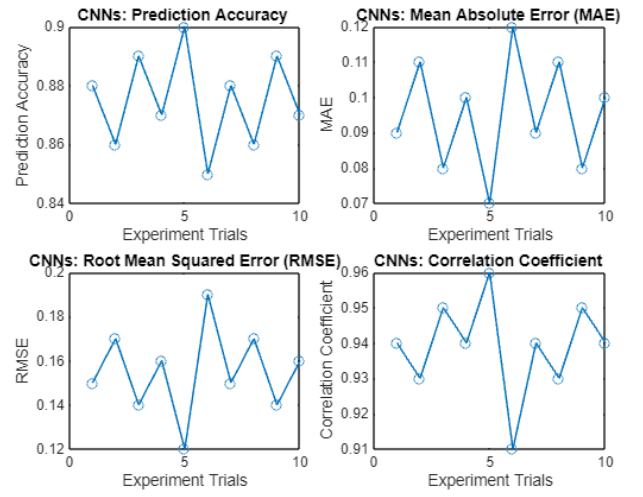 CNNs: Prediction Accuracy
0.9
0.88
0.86
0.84
Prediction Accuracy
0
5
10
Experiment Trials
CNNs: Mean Absolute Error (MAE)
0.12
0.11
0.1
0.09
0.08
0.07
MAE
0
5
10
Experiment Trials
CNNs: Root Mean Squared Error (RMSE)
0.2
0.18
0.16
0.14
0.12
RMSE
0
5
10
Experiment Trials
CNNs: Correlation Coefficient
0.96
0.95
0.94
0.93
0.92
0.91
Correlation Coefficient
0
5
10
Experiment Trials